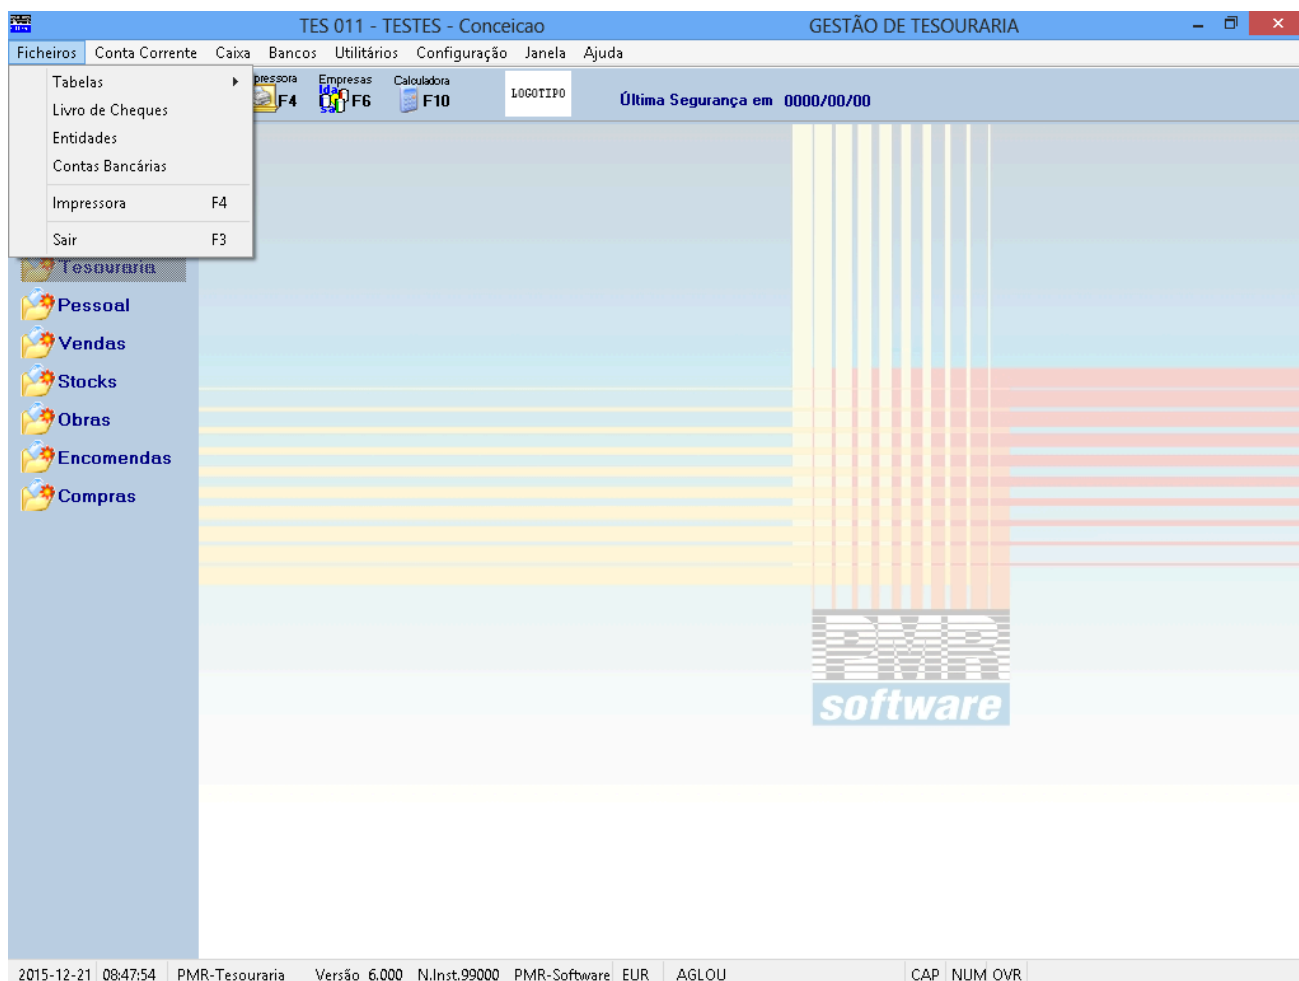 TES 011 - TESTES - Conceicao GESTÃO DE TESOURARIA
Ficheiros Conta Corrente Caixa Bancos Utilitários Configuração Janela Ajuda
Tabelas
Livro de Cheques
Entidades
Contas Bancárias
Impressora F4
Sair F3
pressora F4
Empresas F6
Calculadora F10
LOGOTIPO
Última Segurança em 0000/00/00
Tesouraria
Pessoal
Vendas
Stocks
Obras
Encomendas
Compras
PMR
software
2015-12-21 08:47:54 PMR-Tesouraria Versão 6.000 N.Inst.99000 PMR-Software EUR AGLOU CAP NUM OVR